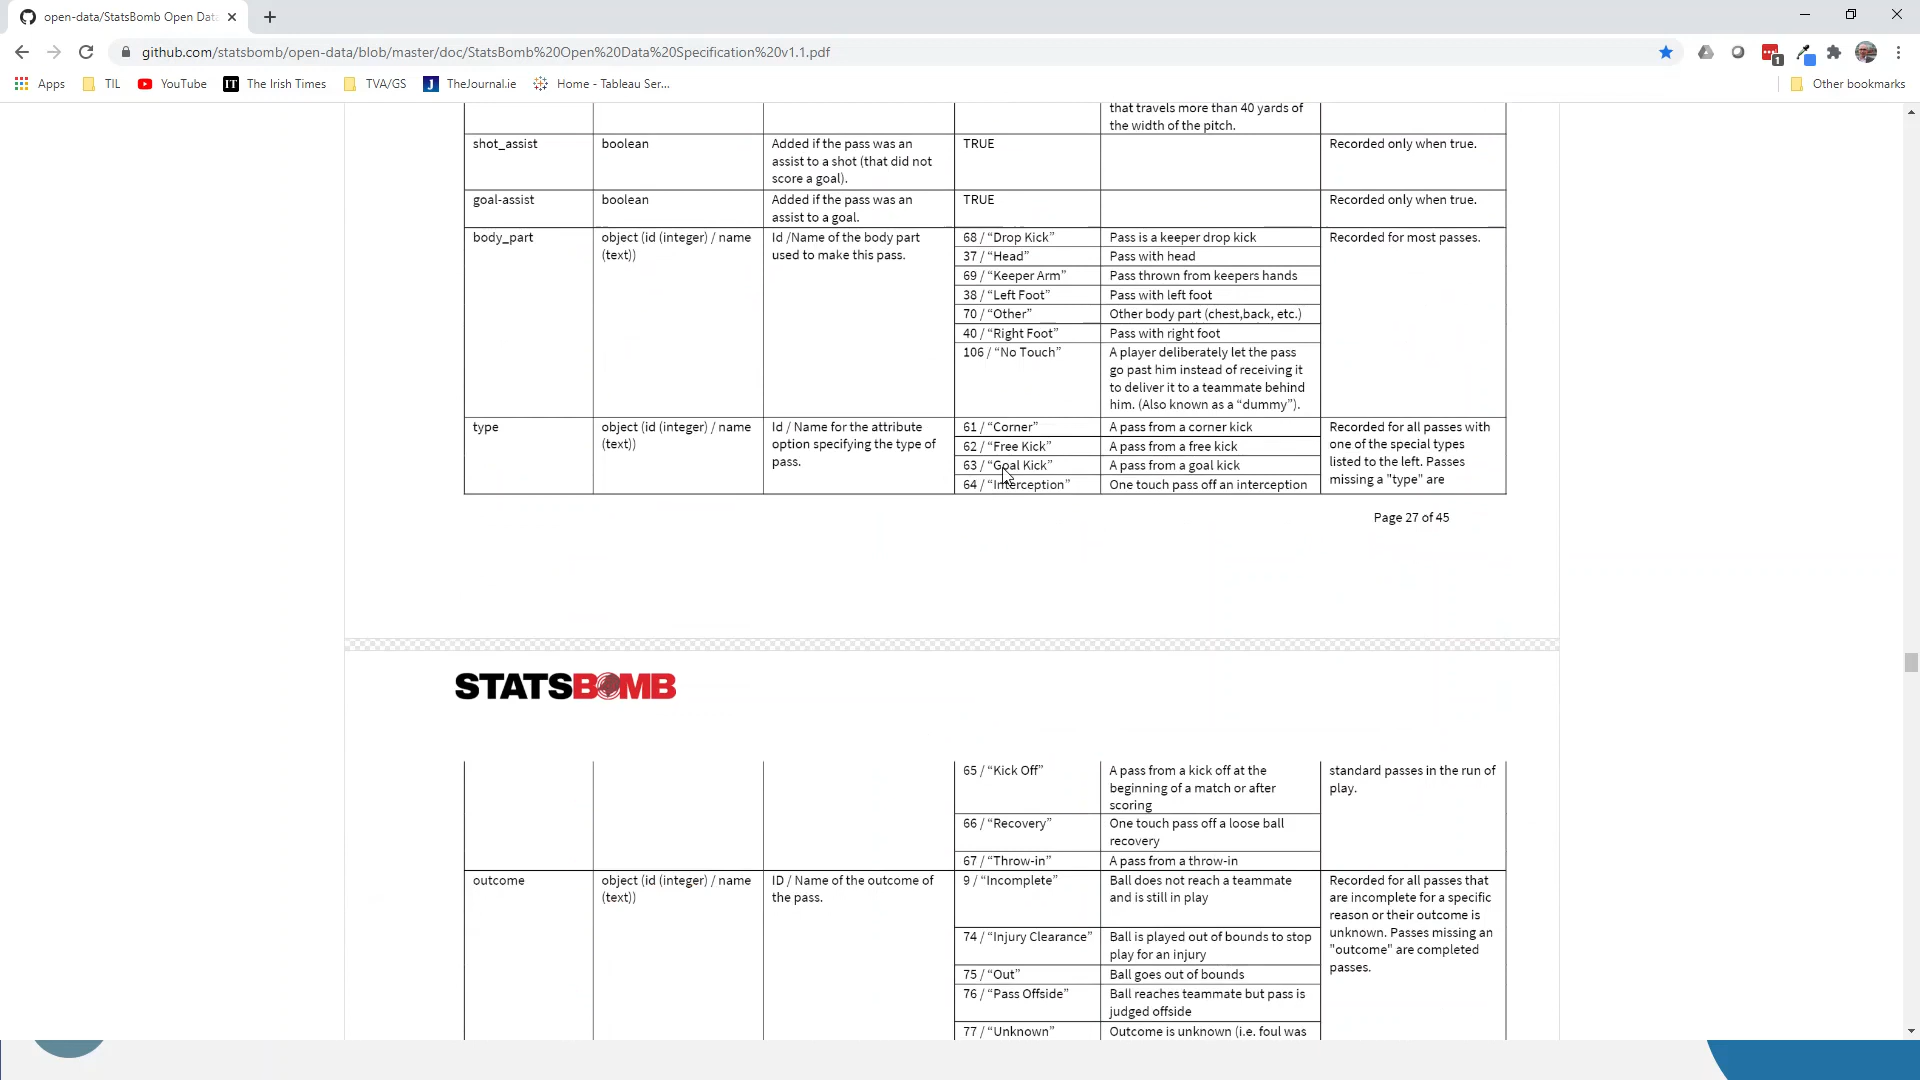 open-data/StatsBomb Open Data
github.com/statsbomb/open-data/blob/master/doc/StatsBomb%20Open%20Data%20Specification%20v1.1.pdf
1
Apps
TIL
YouTube
IT
The Irish Times
TVA/GS
J
TheJournal.ie
Home - Tableau Ser...
Other bookmarks
that travels more than 40 yards of
the width of the pitch.
shot_assist
boolean
Added if the pass was an
assist to a shot (that did not
score a goal).
TRUE
Recorded only when true.
goal-assist
boolean
Added if the pass was an
assist to a goal.
TRUE
Recorded only when true.
body_part
object (id (integer) / name
(text))
Id /Name of the body part
used to make this pass.
68 / “Drop Kick”
Pass is a keeper drop kick
37 / “Head”
Pass with head
69 / “Keeper Arm”
Pass thrown from keepers hands
38 / “Left Foot”
Pass with left foot
70 / “Other”
Other body part (chest,back, etc.)
40 / “Right Foot”
Pass with right foot
106 / “No Touch”
A player deliberately let the pass
go past him instead of receiving it
to deliver it to a teammate behind
him. (Also known as a “dummy”).
Recorded for most passes.
type
object (id (integer) / name
(text))
Id / Name for the attribute
option specifying the type of
pass.
61 / “Corner”
A pass from a corner kick
62 / “Free Kick”
A pass from a free kick
63 / “Goal Kick”
A pass from a goal kick
64 / “Interception”
One touch pass off an interception
Recorded for all passes with
one of the special types
listed to the left. Passes
missing a "type" are
Page 27 of 45
STATSBOMB
65 / “Kick Off”
A pass from a kick off at the
beginning of a match or after
scoring
66 / “Recovery”
One touch pass off a loose ball
recovery
67 / “Throw-in”
A pass from a throw-in
standard passes in the run of
play.
outcome
object (id (integer) / name
(text))
ID / Name of the outcome of
the pass.
9 / “Incomplete”
Ball does not reach a teammate
and is still in play
74 / “Injury Clearance”
Ball is played out of bounds to stop
play for an injury
75 / “Out”
Ball goes out of bounds
76 / “Pass Offside”
Ball reaches teammate but pass is
judged offside
77 / “Unknown”
Outcome is unknown (i.e. foul was
Recorded for all passes that
are incomplete for a specific
reason or their outcome is
unknown. Passes missing an
"outcome" are completed
passes.